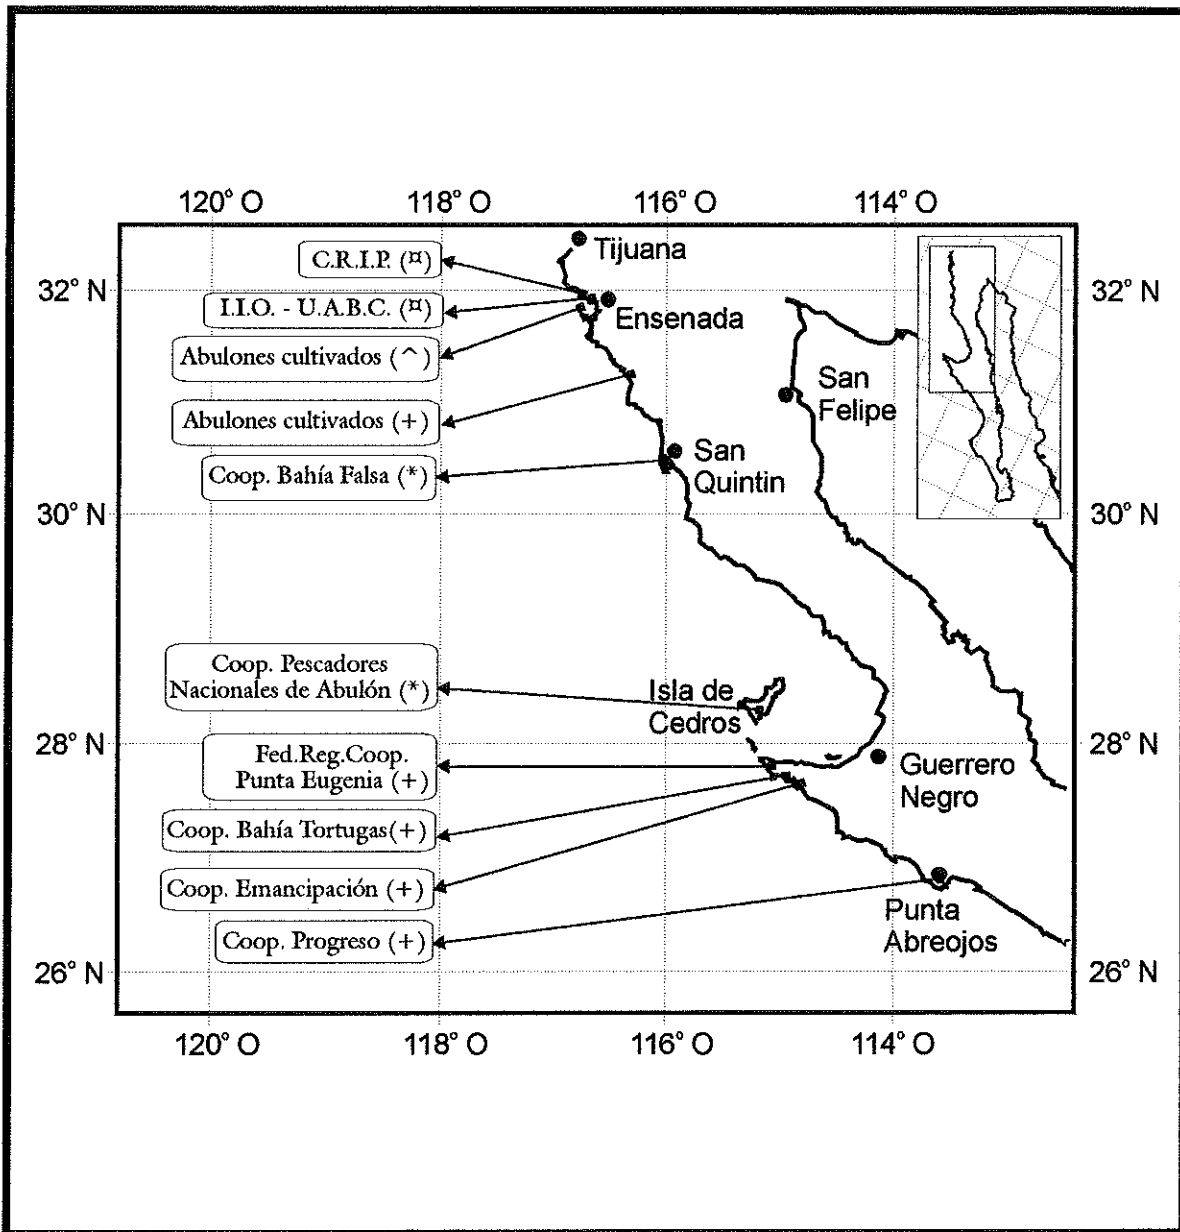 120° O 118° O 116° O 114° O
Tijuana
C.R.I.P. (¤)
32° N
32° N
I.I.O. - U.A.B.C. (¤)
Ensenada
Abulones cultivados (^)
San
Felipe
Abulones cultivados (+)
San
Quintin
Coop. Bahía Falsa (*)
30° N
30° N
Coop. Pescadores
Nacionales de Abulón (*)
Isla de
Cedros
28° N
28° N
Fed.Reg.Coop.
Punta Eugenia (+)
Guerrero
Negro
Coop. Bahía Tortugas(+)
Coop. Emancipación (+)
Punta
Abreojos
Coop. Progreso (+)
26° N
26° N
120° O 118° O 116° O 114° O